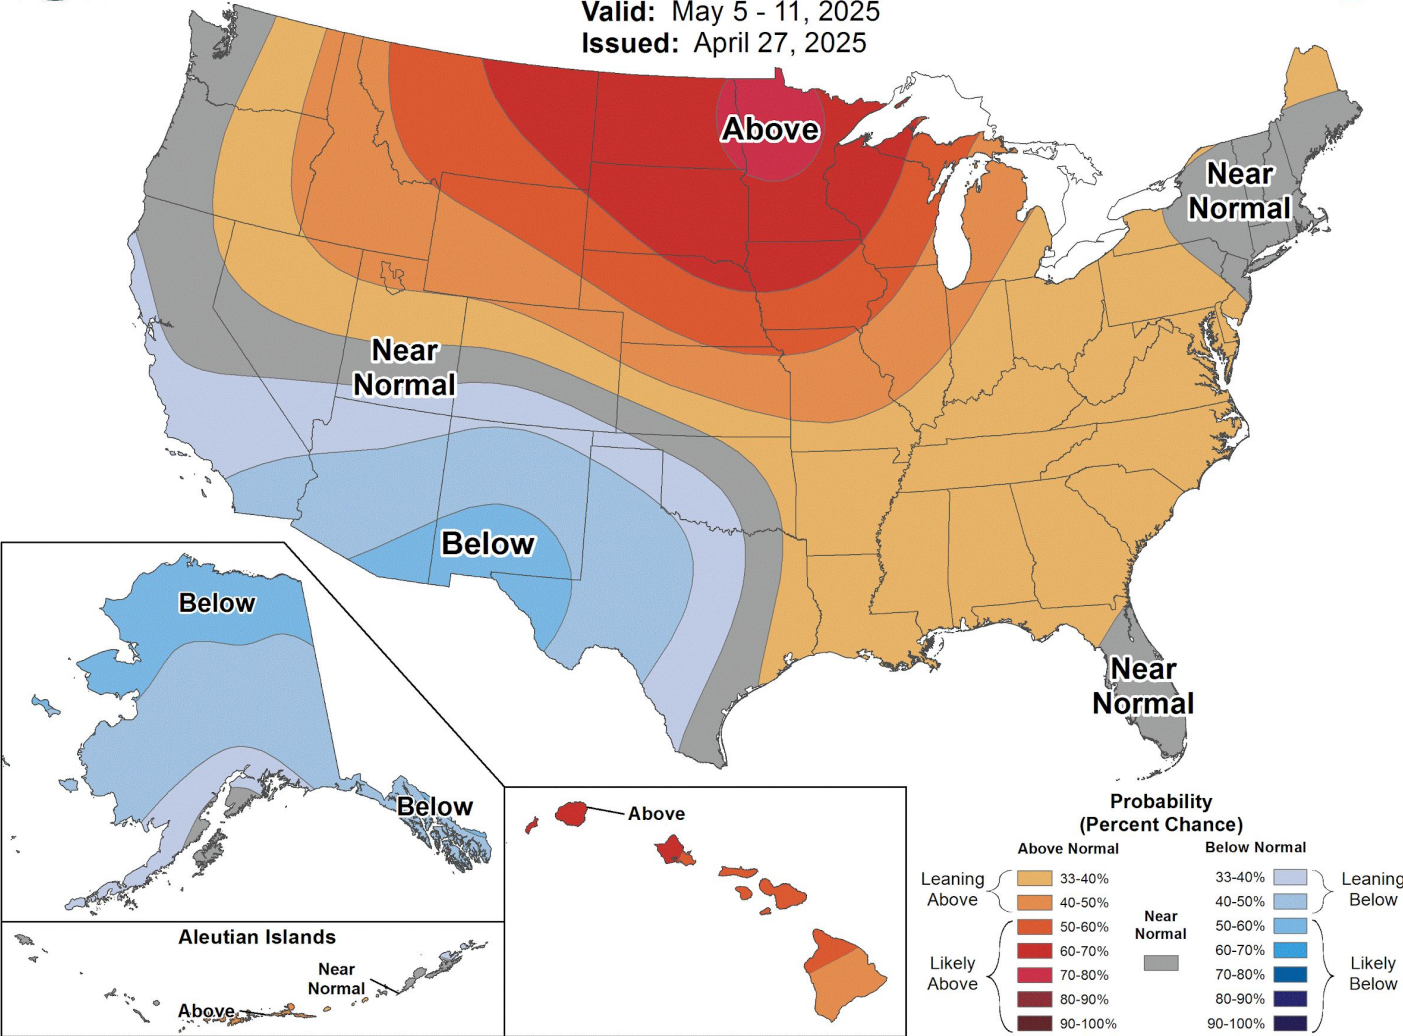 Valid: May 5 - 11, 2025
Issued: April 27, 2025
Above
Near
Normal
Near
Normal
Below
Near
Normal
Below
Below
Aleutian Islands
Near
Normal
Above
Above
Probability
(Percent Chance)
Above Normal
Below Normal
Leaning
Above
33-40%
40-50%
Likely
Above
50-60%
60-70%
70-80%
80-90%
90-100%
Near
Normal
33-40%
40-50%
Leaning
Below
50-60%
60-70%
70-80%
80-90%
90-100%
Likely
Below